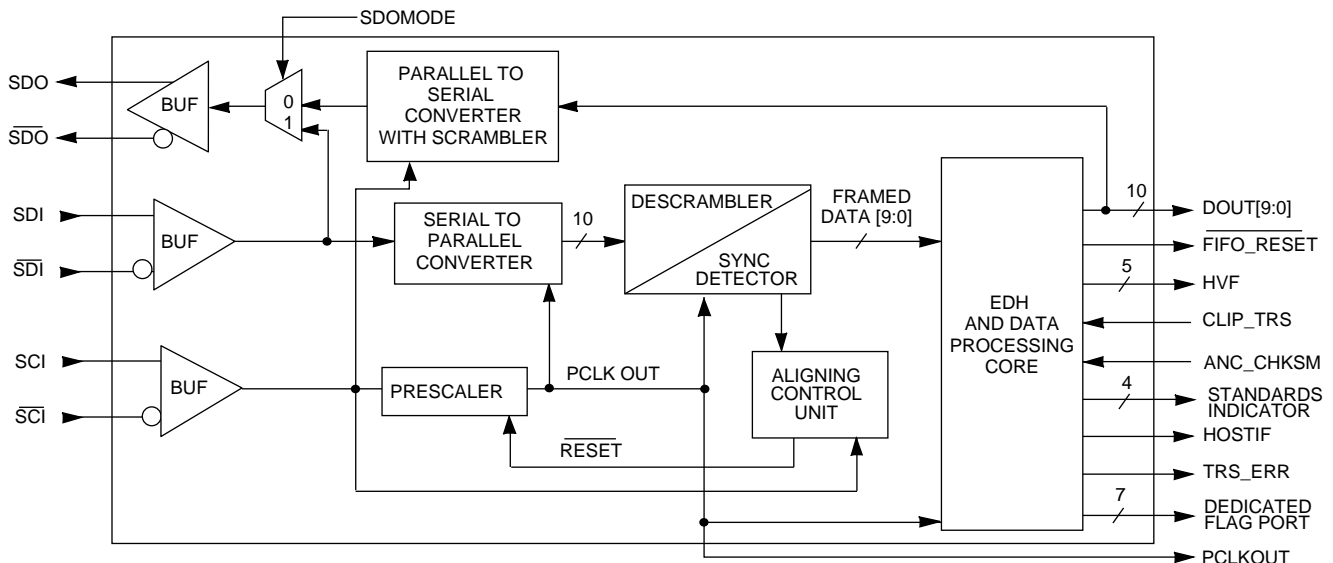 SDOMODE
SDO
SDO
BUF
0
1
PARALLEL TO
SERIAL
CONVERTER
WITH SCRAMBLER
SDI
SDI
BUF
SERIAL TO
PARALLEL
CONVERTER
10
DESCRAMBLER
SYNC
DETECTOR
FRAMED
DATA [9:0]
SCI
SCI
BUF
PRESCALER
PCLK OUT
RESET
ALIGNING
CONTROL
UNIT
EDH
AND DATA
PROCESSING
CORE
10
DOUT[9:0]
FIFO_RESET
5
HVF
CLIP_TRS
ANC_CHKSM
4
STANDARDS
INDICATOR
HOSTIF
TRS_ERR
7
DEDICATED
FLAG PORT
PCLKOUT